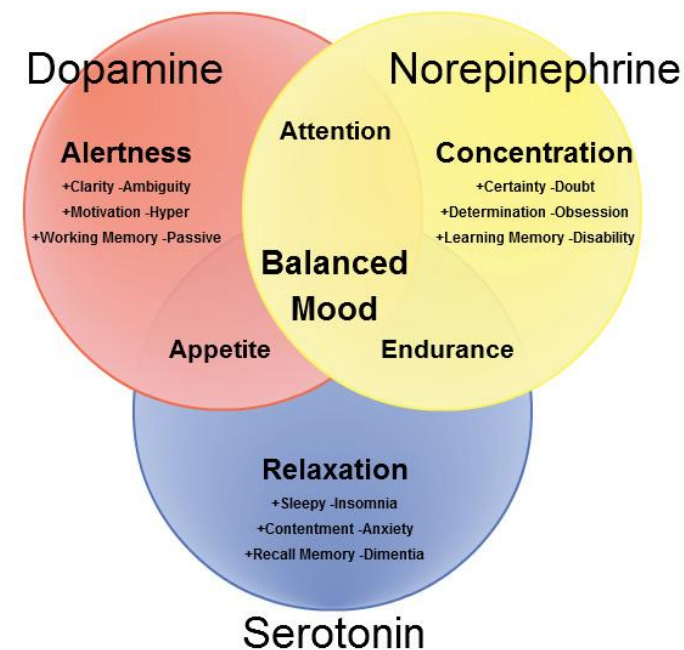 Dopamine
Norepinephrine
Attention
Alertness
+Clarity -Ambiguity
+Motivation -Hyper
+Working Memory -Passive
Concentration
+Certainty -Doubt
+Determination -Obsession
+Learning Memory -Disability
Balanced
Mood
Appetite
Endurance
Relaxation
+Sleepy -Insomnia
+Contentment -Anxiety
+Recall Memory -Dimentia
Serotonin